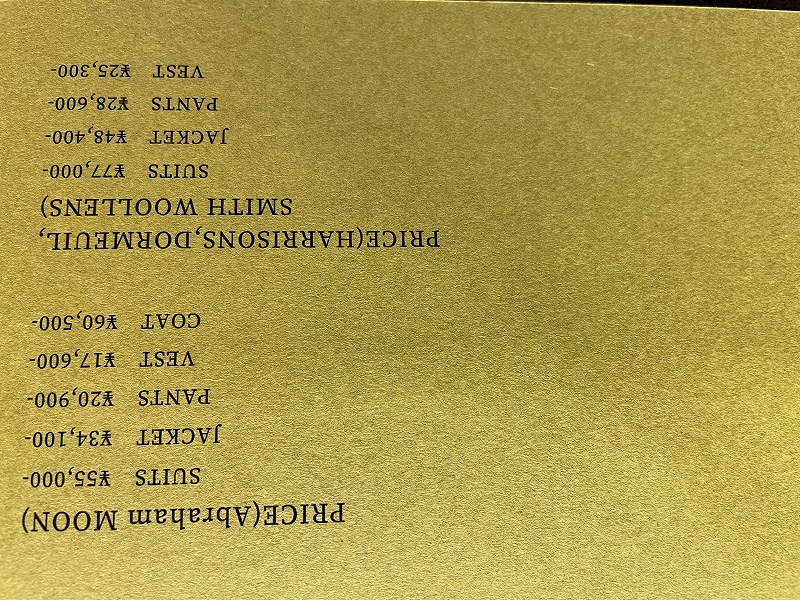 PRICE(Abraham MOON)
SUITS ¥55,000-
JACKET ¥34,100-
PANTS ¥20,900-
VEST ¥17,600-
COAT ¥60,500-
PRICE(HARRISONS,DORMEUIL,
SMITH WOOLLENS)
SUITS ¥77,000-
JACKET ¥48,400-
PANTS ¥28,600-
VEST ¥25,300-